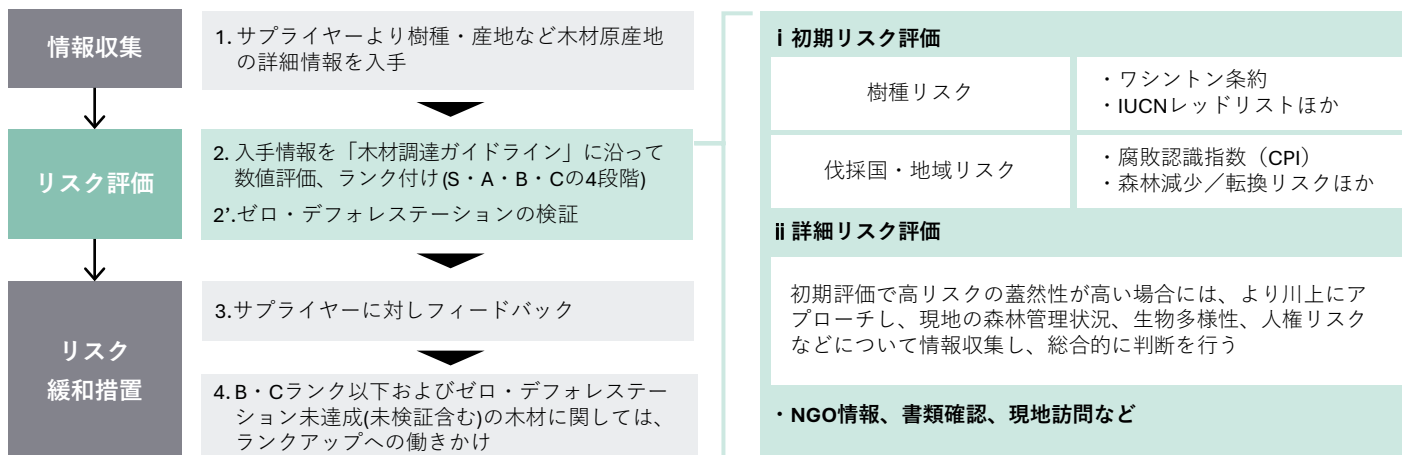 情報収集
1. サプライヤーより樹種・産地など木材原産地
の詳細情報を入手
リスク評価
2. 入手情報を「木材調達ガイドライン」に沿って
数値評価、ランク付け(S・A・B・Cの4段階)
2’.ゼロ・デフォレステーションの検証
リスク
緩和措置
3.サプライヤーに対しフィードバック
4. B・Cランク以下およびゼロ・デフォレステー
ション未達成(未検証含む)の木材に関しては、
ランクアップへの働きかけ
ⅰ 初期リスク評価
樹種リスク
・ワシントン条約
・IUCNレッドリストほか
伐採国・地域リスク
・腐敗認識指数（CPI）
・森林減少／転換リスクほか
ⅱ 詳細リスク評価
初期評価で高リスクの蓋然性が高い場合には、より川上にア
プローチし、現地の森林管理状況、生物多様性、人権リスク
などについて情報収集し、総合的に判断を行う
・NGO情報、書類確認、現地訪問など